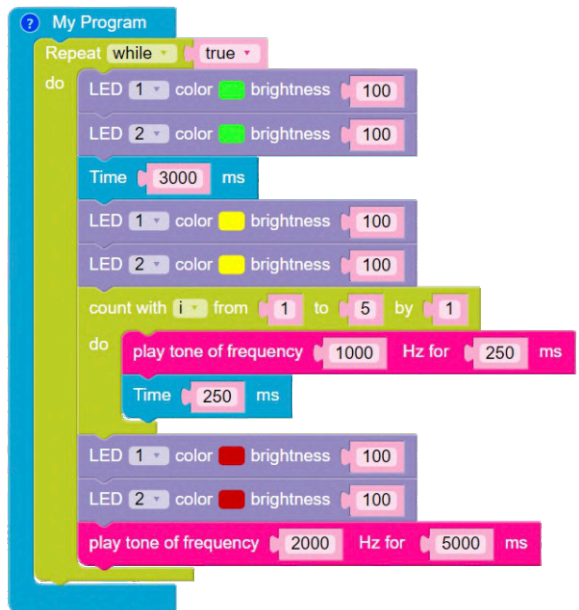 ? My Program
Repeat while true
do
LED 1 color brightness 100
LED 2 color brightness 100
Time 3000 ms
LED 1 color brightness 100
LED 2 color brightness 100
count with i from 1 to 5 by 1
do
play tone of frequency 1000 Hz for 250 ms
Time 250 ms
LED 1 color brightness 100
LED 2 color brightness 100
play tone of frequency 2000 Hz for 5000 ms